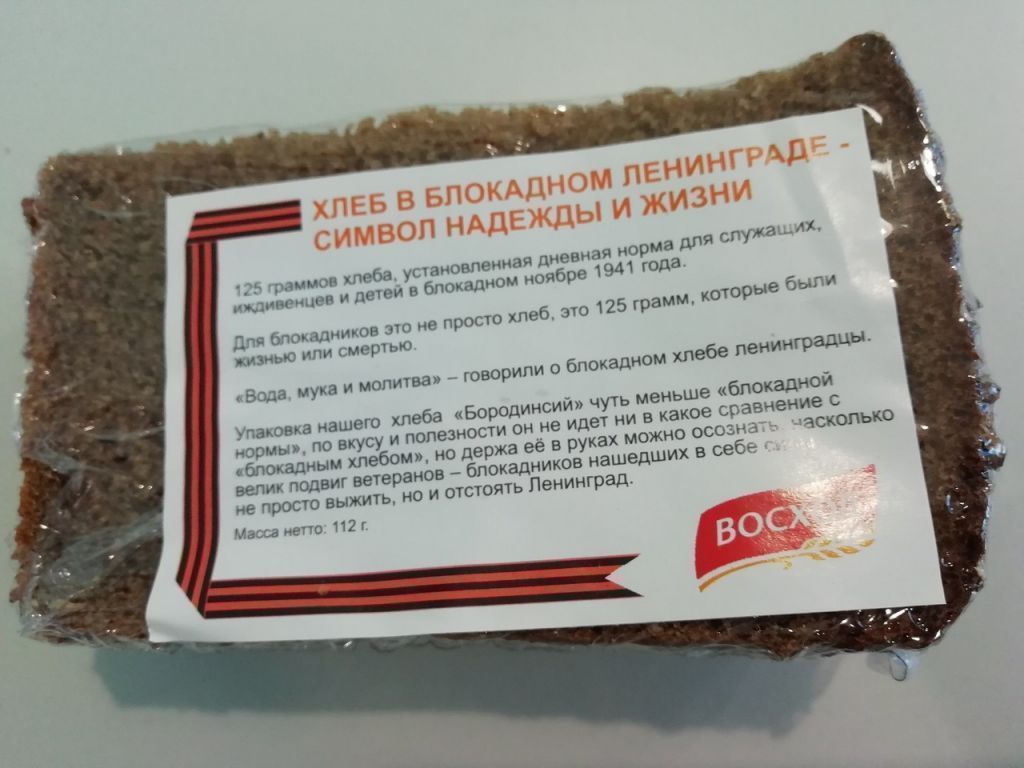 ХЛЕБ В БЛОКАДНОМ ЛЕНИНГРАДЕ -
СИМВОЛ НАДЕЖДЫ И ЖИЗНИ
125 граммов хлеба, установленная дневная норма для служащих,
иждивенцев и детей в блокадном ноябре 1941 года.
Для блокадников это не просто хлеб, это 125 грамм, которые были
жизнью или смертью.
«Вода, мука и молитва» – говорили о блокадном хлебе ленинградцы.
Упаковка нашего хлеба «Бородинсий» чуть меньше «блокадной
нормы», по вкусу и полезности он не идет ни в какое сравнение с
«блокадным хлебом», но держа её в руках можно осознать, насколько
велик подвиг ветеранов – блокадников нашедших в себе
не просто выжить, но и отстоять Ленинград.
Масса нетто: 112 г.